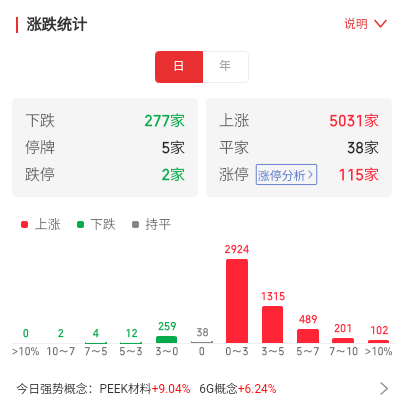 涨跌统计 说明
日 年
下跌 277家 上涨 5031家
停牌 5家 平家 38家
跌停 2家 涨停 涨停分析 115家
上涨 下跌 持平
0 2 4 12 259 38 2924 1315 489 201 102
>10% 10~7 7~5 5~3 3~0 0 0~3 3~5 5~7 7~10 >10%
今日强势概念：PEEK材料+9.04% 6G概念+6.24%